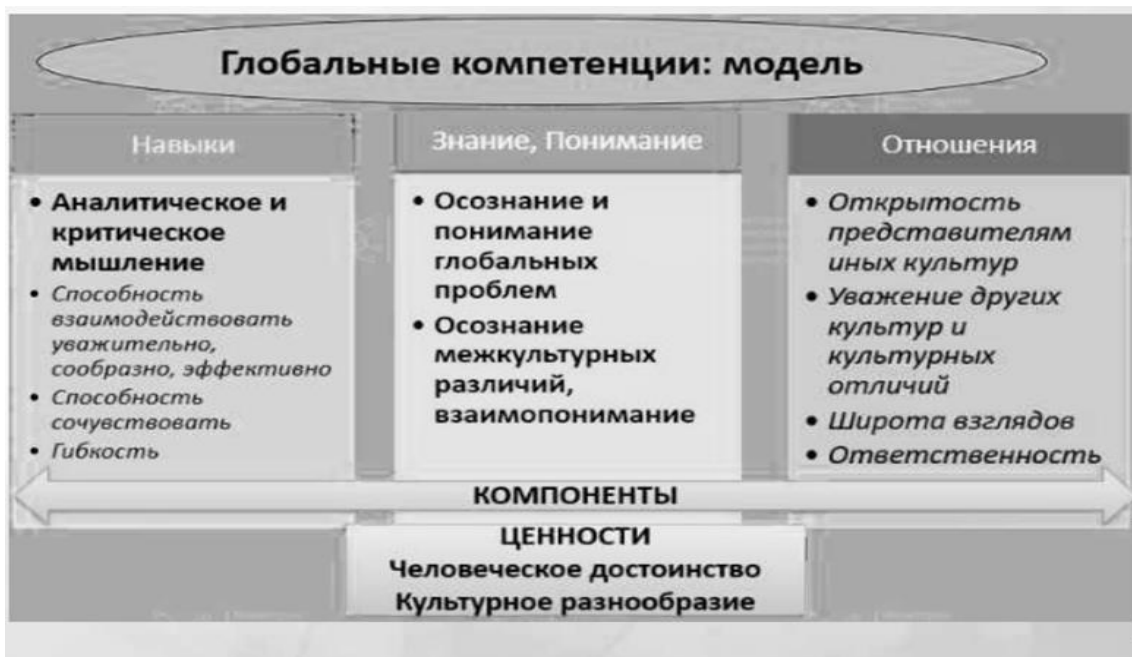 Глобальные компетенции: модель
Навыки
• Аналитическое и
критическое
мышление
• Способность
взаимодействовать
уважительно,
сообразно, эффективно
• Способность
сочувствовать
• Гибкость
Знание, Понимание
• Осознание и
понимание
глобальных
проблем
• Осознание
межкультурных
различий,
взаимопонимание
Отношения
• Открытость
представителям
иных культур
• Уважение других
культур и
культурных
отличий
• Широта взглядов
• Ответственность
КОМПОНЕНТЫ
ЦЕННОСТИ
Человеческое достоинство
Культурное разнообразие